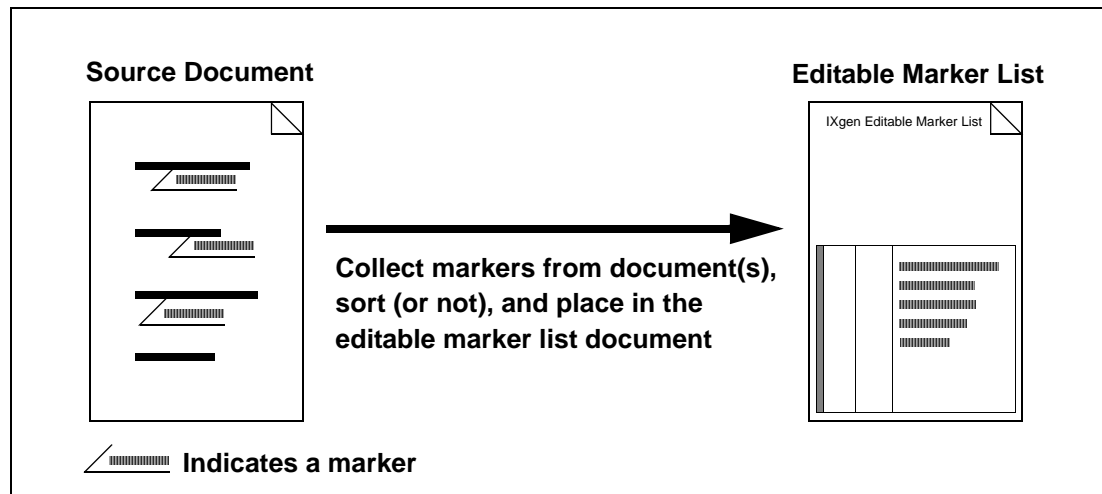 Source Document
Editable Marker List
IXgen Editable Marker List
Collect markers from document(s),
sort (or not), and place in the
editable marker list document
Indicates a marker